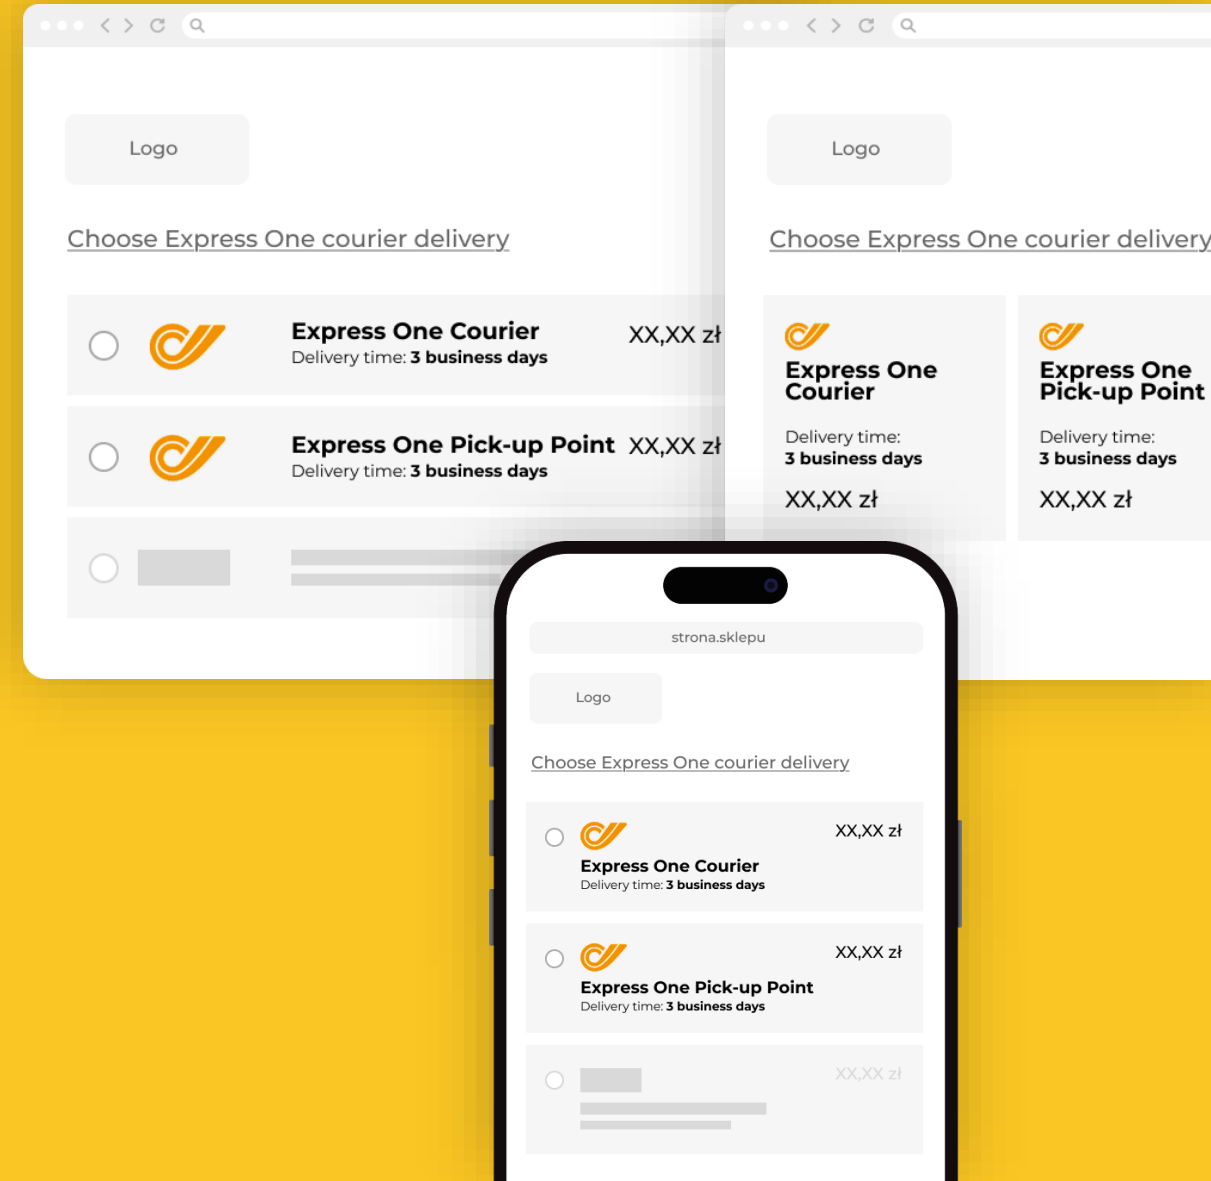 Logo
Choose Express One courier delivery
Express One Courier
Delivery time: 3 business days
XX,XX zł
Express One Pick-up Point
Delivery time: 3 business days
XX,XX zł
Logo
Choose Express One courier delivery
Express One
Courier
Delivery time:
3 business days
XX,XX zł
Express One
Pick-up Point
Delivery time:
3 business days
XX,XX zł
strona.sklepu
Logo
Choose Express One courier delivery
XX,XX zł
Express One Courier
Delivery time: 3 business days
XX,XX zł
Express One Pick-up Point
Delivery time: 3 business days
XX,XX zł